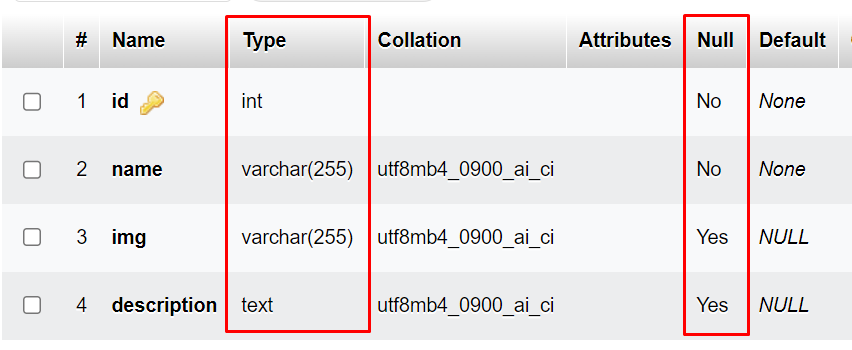 # Name Type Collation Attributes Null Default
1 id int No None
2 name varchar(255) utf8mb4_0900_ai_ci No None
3 img varchar(255) utf8mb4_0900_ai_ci Yes NULL
4 description text utf8mb4_0900_ai_ci Yes NULL